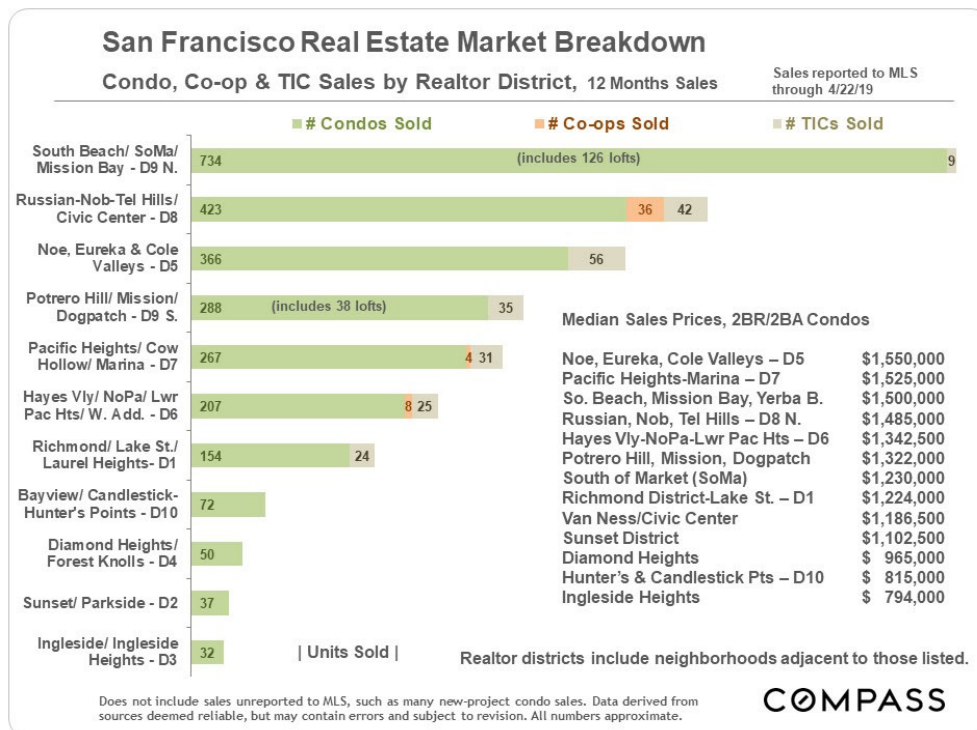 San Francisco Real Estate Market Breakdown
Condo, Co-op & TIC Sales by Realtor District, 12 Months Sales
Sales reported to MLS
through 4/22/19
# Condos Sold
# Co-ops Sold
# TICs Sold
South Beach/ SoMa/
Mission Bay - D9 N.
734
(includes 126 lofts)
9
Russian-Nob-Tel Hills/
Civic Center - D8
423
36
42
Noe, Eureka & Cole
Valleys - D5
366
56
Potrero Hill/ Mission/
Dogpatch - D9 S.
288
(includes 38 lofts)
35
Pacific Heights/ Cow
Hollow/ Marina - D7
267
4
31
Hayes Vly/ NoPa/ Lwr
Pac Hts/ W. Add. - D6
207
8
25
Richmond/ Lake St./
Laurel Heights- D1
154
24
Bayview/ Candlestick-
Hunter's Points - D10
72
Diamond Heights/
Forest Knolls - D4
50
Sunset/ Parkside - D2
37
Ingleside/ Ingleside
Heights - D3
32
| Units Sold |
Median Sales Prices, 2BR/2BA Condos
Noe, Eureka, Cole Valleys – D5 $1,550,000
Pacific Heights-Marina – D7 $1,525,000
So. Beach, Mission Bay, Yerba B. $1,500,000
Russian, Nob, Tel Hills – D8 N. $1,485,000
Hayes Vly-NoPa-Lwr Pac Hts – D6 $1,342,500
Potrero Hill, Mission, Dogpatch $1,322,000
South of Market (SoMa) $1,230,000
Richmond District-Lake St. – D1 $1,224,000
Van Ness/Civic Center $1,186,500
Sunset District $1,102,500
Diamond Heights $ 965,000
Hunter's & Candlestick Pts – D10 $ 815,000
Ingleside Heights $ 794,000
Realtor districts include neighborhoods adjacent to those listed.
Does not include sales unreported to MLS, such as many new-project condo sales. Data derived from
sources deemed reliable, but may contain errors and subject to revision. All numbers approximate.
COMPASS